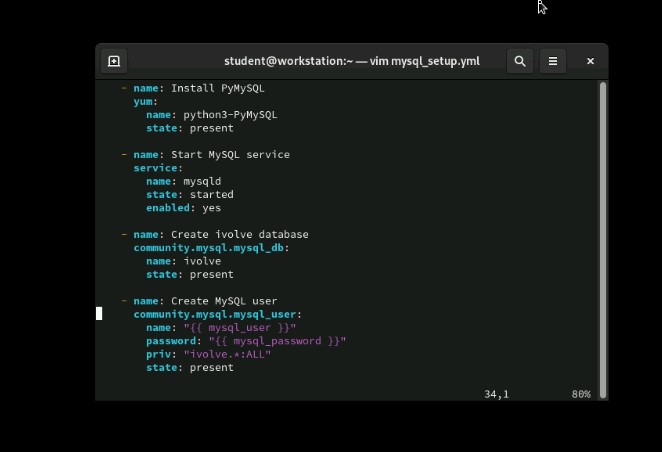 student@workstation:~ — vim mysql_setup.yml
- name: Install PyMySQL
yum:
name: python3-PyMySQL
state: present
- name: Start MySQL service
service:
name: mysqld
state: started
enabled: yes
- name: Create ivolve database
community.mysql.mysql_db:
name: ivolve
state: present
- name: Create MySQL user
community.mysql.mysql_user:
name: "{{ mysql_user }}"
password: "{{ mysql_password }}"
priv: "ivolve.*:ALL"
state: present
34,1 80%